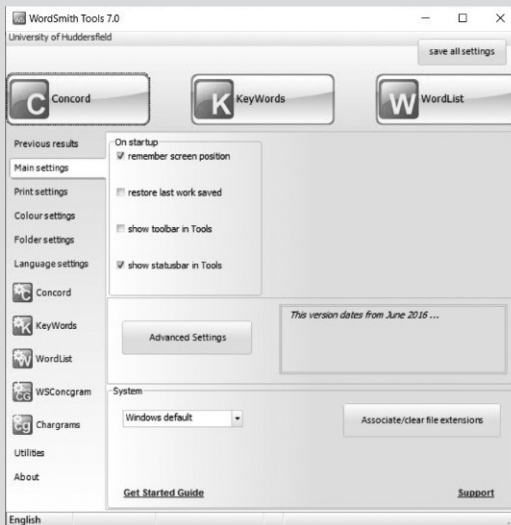 WordSmith Tools 7.0
University of Huddersfield
save all settings
C Concord
K KeyWords
W WordList
Previous results
Main settings
Print settings
Colour settings
Folder settings
Language settings
C Concord
K KeyWords
W WordList
CG WSConcgram
cg Chargrams
Utilities
About
On startup
remember screen position
restore last work saved
show toolbar in Tools
show statusbar in Tools
Advanced Settings
This version dates from June 2016 ...
System
Windows default
Associate/clear file extensions
Get Started Guide
Support
English